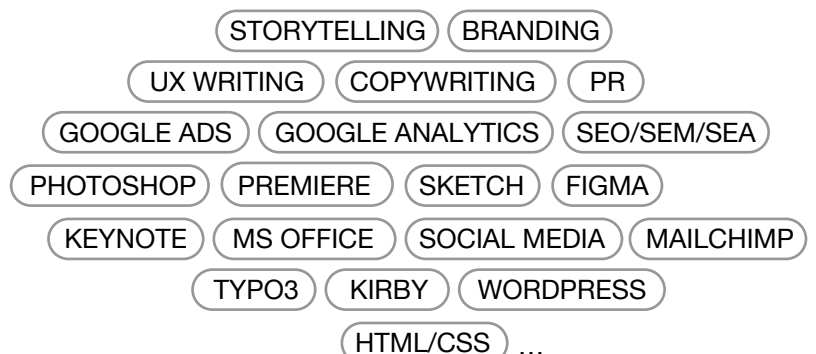 STORYTELLING BRANDING
UX WRITING COPYWRITING PR
GOOGLE ADS GOOGLE ANALYTICS SEO/SEM/SEA
PHOTOSHOP PREMIERE SKETCH FIGMA
KEYNOTE MS OFFICE SOCIAL MEDIA MAILCHIMP
TYPO3 KIRBY WORDPRESS
HTML/CSS ...